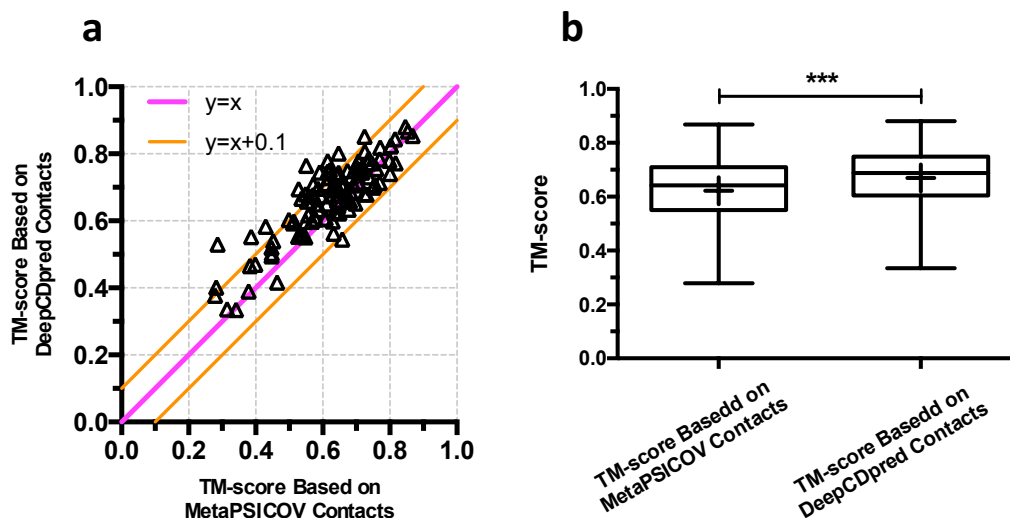 a
1.0
0.8
0.6
0.4
0.2
0.0
0.0 0.2 0.4 0.6 0.8 1.0
y=x
y=x+0.1
TM-score Based on
DeepCDpred Contacts
TM-score Based on
MetaPSICOV Contacts
b
1.0
0.8
0.6
0.4
0.2
0.0
TM-score
***
TM-score Basedd on
MetaPSICOV Contacts
TM-score Basedd on
DeepCDpred Contacts